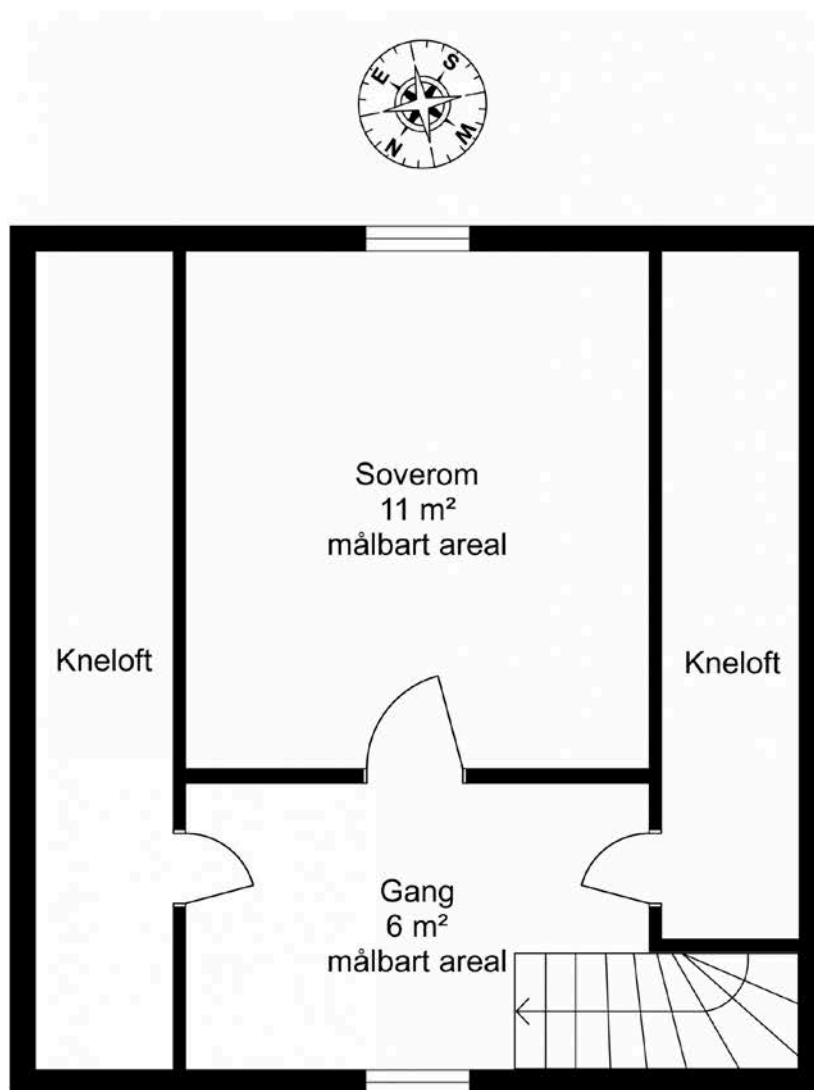 E S
N W
Soverom
11 m²
målbart areal
Kneloft
Kneloft
Gang
6 m²
målbart areal